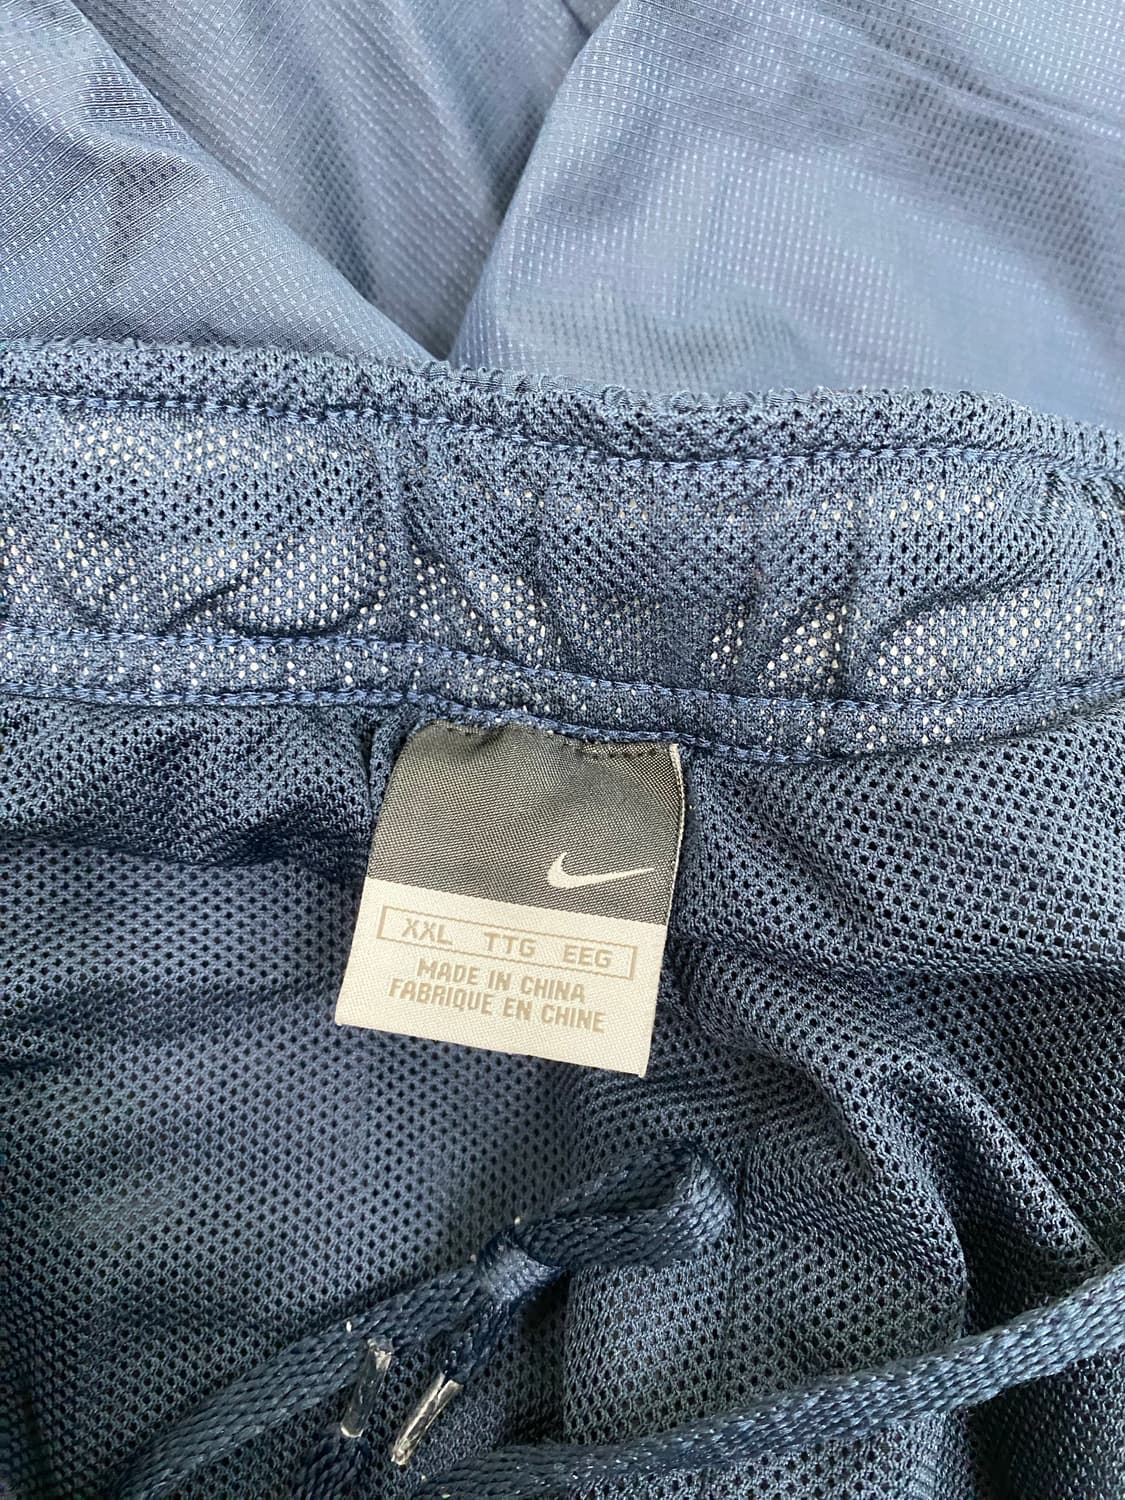 XXL TTG EEG
MADE IN CHINA
FABRIQUE EN CHINE